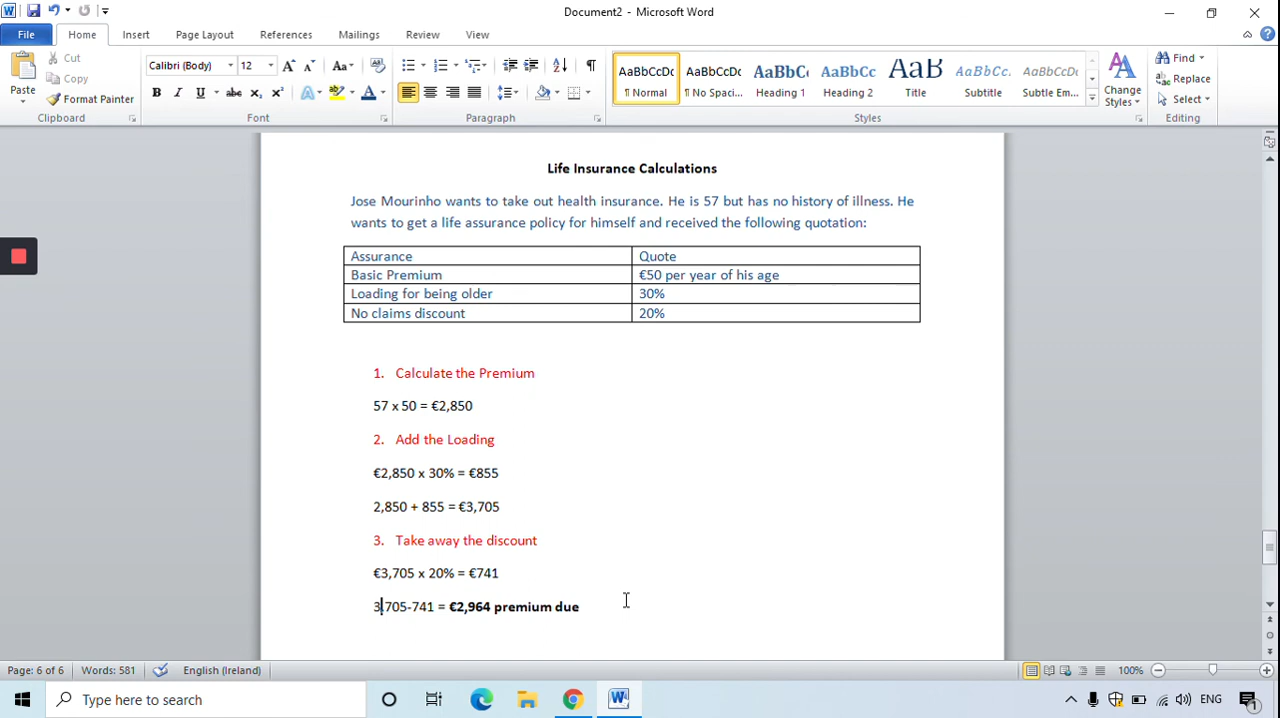 Document2 - Microsoft Word
File Home Insert Page Layout References Mailings Review View
Cut
Copy
Format Painter
Paste
Clipboard
Calibri (Body) 12
Font
Paragraph
AaBbCcDc AaBbCcDc AaBbCc AaBbCc AaB AaBbCcDc AaBbCcDc
¶ Normal ¶ No Spaci... Heading 1 Heading 2 Title Subtitle Subtle Em...
Styles
Change Styles
Find
Replace
Select
Editing
Life Insurance Calculations
Jose Mourinho wants to take out health insurance. He is 57 but has no history of illness. He
wants to get a life assurance policy for himself and received the following quotation:
Assurance Quote
Basic Premium €50 per year of his age
Loading for being older 30%
No claims discount 20%
1. Calculate the Premium
57 x 50 = €2,850
2. Add the Loading
€2,850 x 30% = €855
2,850 + 855 = €3,705
3. Take away the discount
€3,705 x 20% = €741
3,705-741 = €2,964 premium due
Page: 6 of 6 Words: 581 English (Ireland) 100%
Type here to search ENG 1